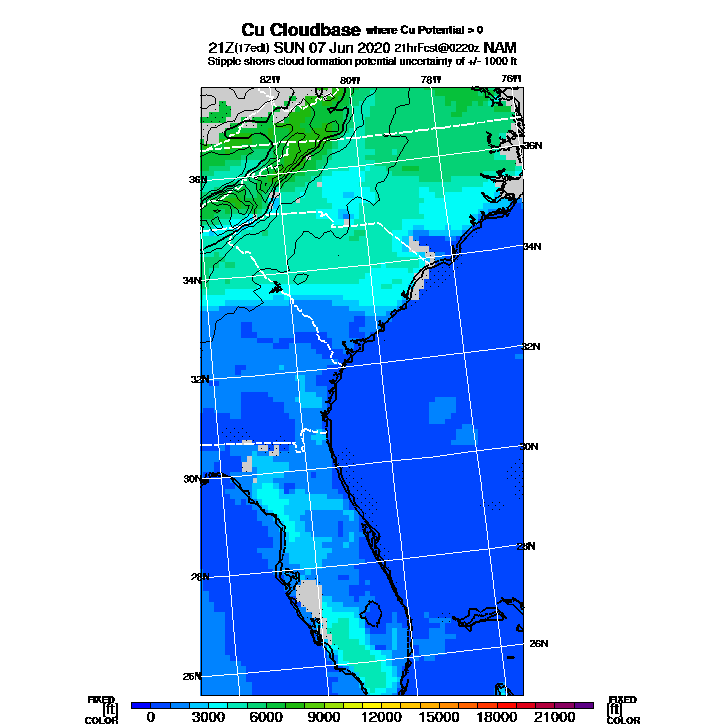 Cu Cloudbase where Cu Potential > 0
21Z(17edt) SUN 07 Jun 2020 21hrFcst@0220z NAM
Stipple shows cloud formation potential uncertainty of +/- 1000 ft
82W 80W 78W 76W
36N
36N
34N
34N
32N
32N
30N
30N
28N
28N
26N
26N
FIXED FIXED
[ft] [ft]
COLOR COLOR
0 3000 6000 9000 12000 15000 18000 21000